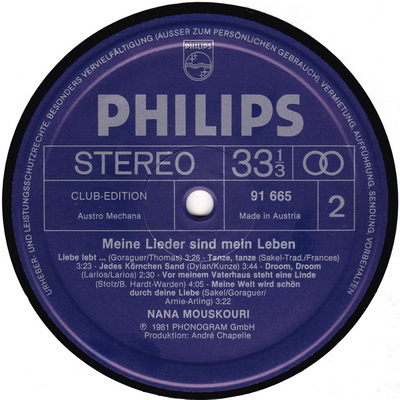 URHEBER- UND LEISTUNGSSCHUTZRECHTE, BESONDERS VERVIELFÄLTIGUNG (AUSSER ZUM PERSÖNLICHEN GEBRAUCH), VERMIETUNG, AUFFÜHRUNG, SENDUNG, VORBEHALTEN
PHILIPS
PHILIPS
STEREO 33 1/3
CLUB-EDITION 91 665
Austro Mechana Made in Austria 2
Meine Lieder sind mein Leben
Liebe lebt ... (Goraguer/Thomas) 3:26 - Tanze, tanze (Sakel-Trad./Frances)
3:23 - Jedes Körnchen Sand (Dylan/Kunze) 3:44 - Droom, Droom
(Larios/Larios) 2:30 - Vor meinem Vaterhaus steht eine Linde
(Stolz/B. Hardt-Warden) 4:05 - Meine Welt wird schön
durch deine Liebe (Sakel/Goraguer/
Arnie-Arling) 3:22
NANA MOUSKOURI
℗ 1981 PHONOGRAM GmbH
Produktion: André Chapelle